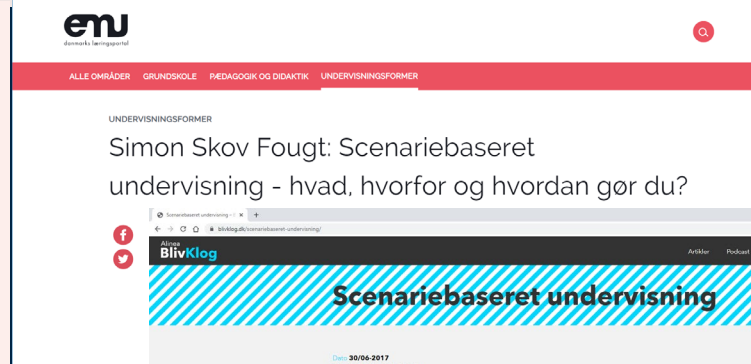 emu
danmarks læringsportal
ALLE OMRÅDER GRUNDSKOLE PÆDAGOGIK OG DIDAKTIK UNDERVISNINGSFORMER
UNDERVISNINGSFORMER
Simon Skov Fougt: Scenariebaseret
undervisning - hvad, hvorfor og hvordan gør du?
Scenariebaseret undervisning - 
blivklog.dk/scenariebaseret-undervisning/
Alinea
BlivKlog
Artikler Podcast
Scenariebaseret undervisning
Dato 30/06-2017